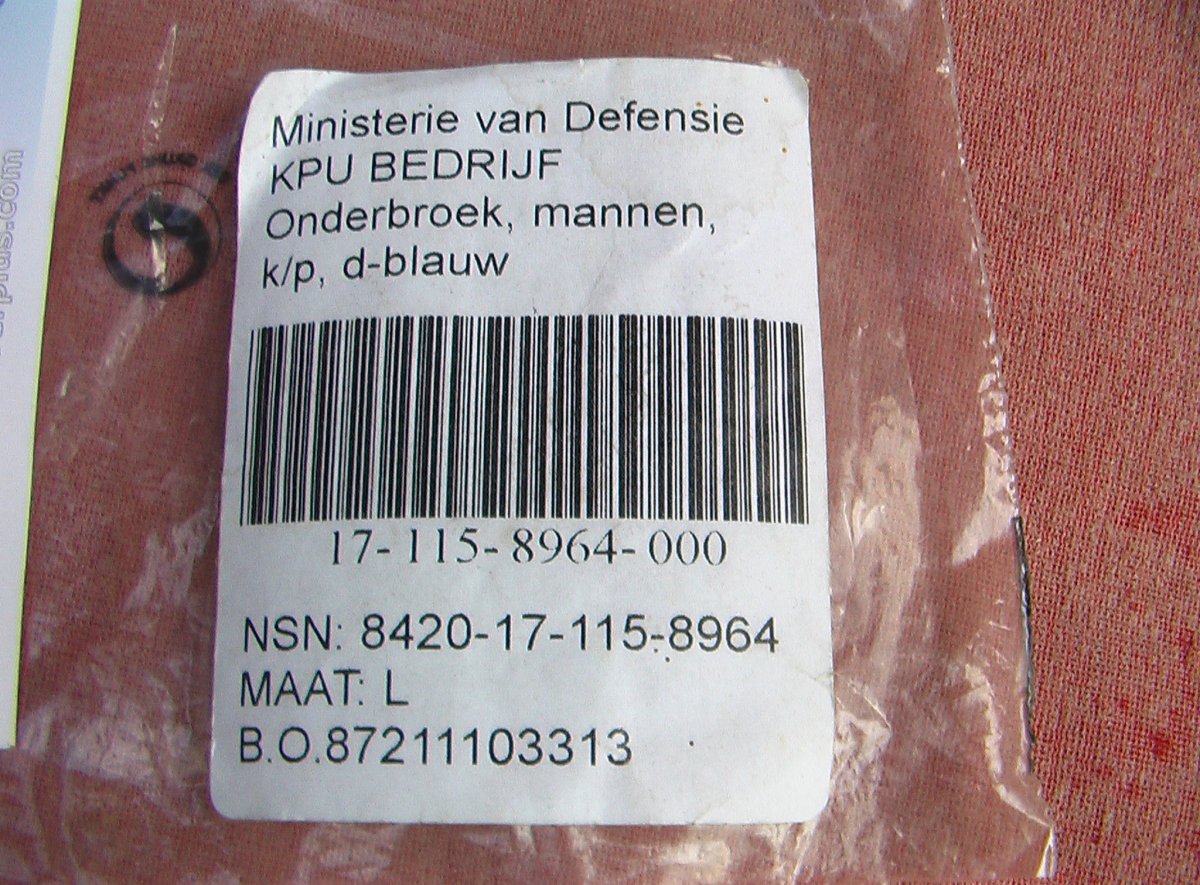 Ministerie van Defensie
KPU BEDRIJF
Onderbroek, mannen,
k/p, d-blauw
17-115-8964-000
NSN: 8420-17-115-8964
MAAT: L
B.O.87211103313